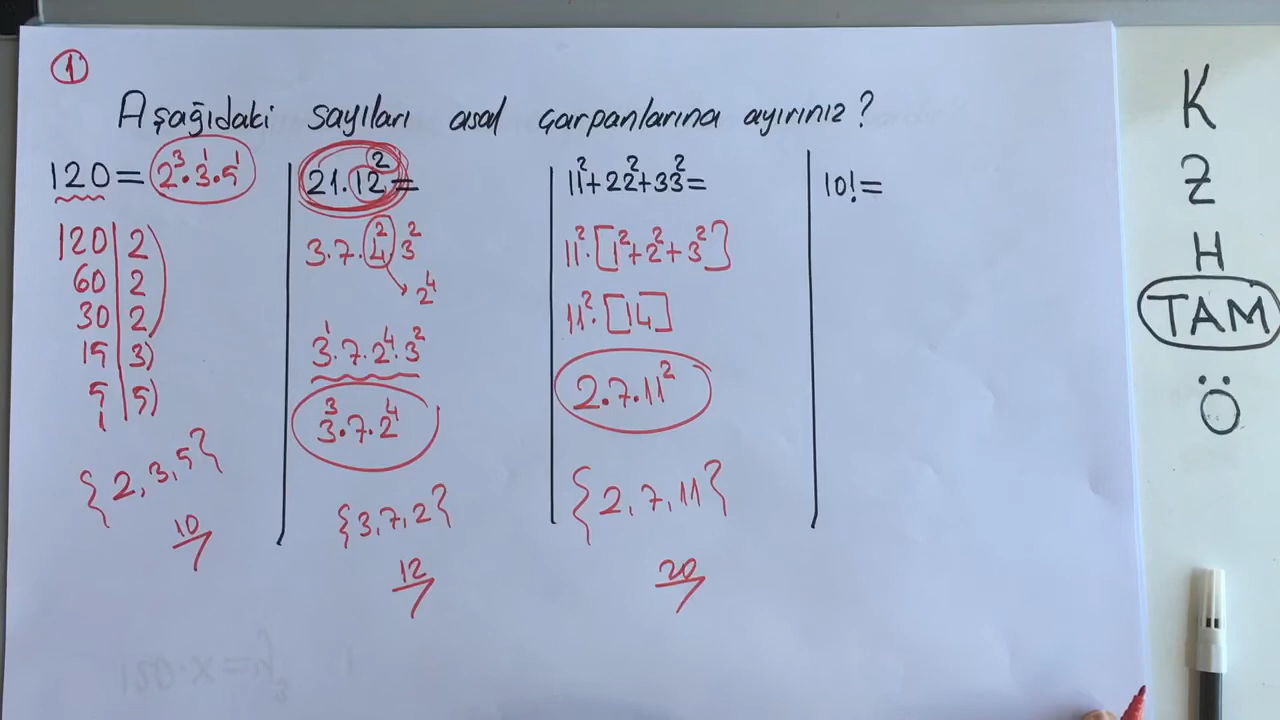 1
Aşağıdaki sayıları asal çarpanlarına ayırınız?
120 = 2³·3¹·5¹
120 | 2
60 | 2
30 | 2
15 | 3
5 | 5
1
{2, 3, 5}
10
21·12² =
3·7·4²·3²
2⁴
3¹·7·2⁴·3²
3³·7·2⁴
{3, 7, 2}
12
11²+22²+33²=
11²·[1²+2²+3²]
11²·[14]
2·7·11²
{2, 7, 11}
20
10! =
K
Z
H
TAM
Ö